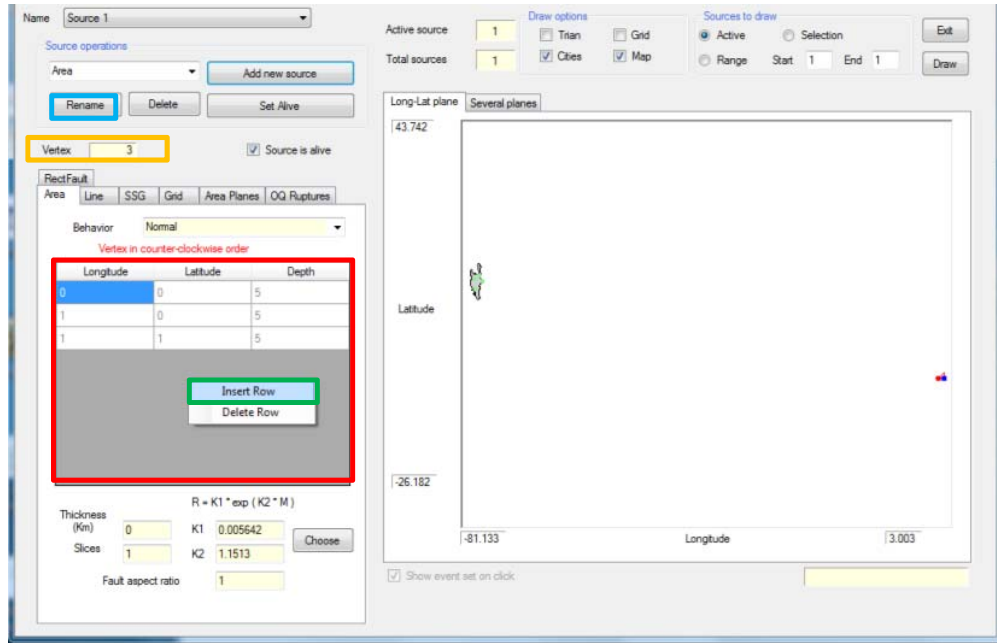 Name Source 1
Source operations
Area Add new source
Rename Delete Set Alive
Vertex 3 Source is alive
RectFault
Area Line SSG Grid Area Planes OQ Ruptures
Behavior Normal
Vertex in counter-clockwise order
Longitude Latitude Depth
0 0 5
1 0 5
1 1 5
Insert Row
Delete Row
R = K1 * exp ( K2 * M )
Thickness
(Km) 0 K1 0.005642
Choose
Slices 1 K2 1.1513
Fault aspect ratio 1
Active source 1
Total sources 1
Draw options
Trian Grid
Cities Map
Sources to draw
Active Selection
Range Start 1 End 1
Exit
Draw
Long-Lat plane Several planes
43.742
Latitude
-26.182
-81.133 Longitude 3.003
Show event set on click